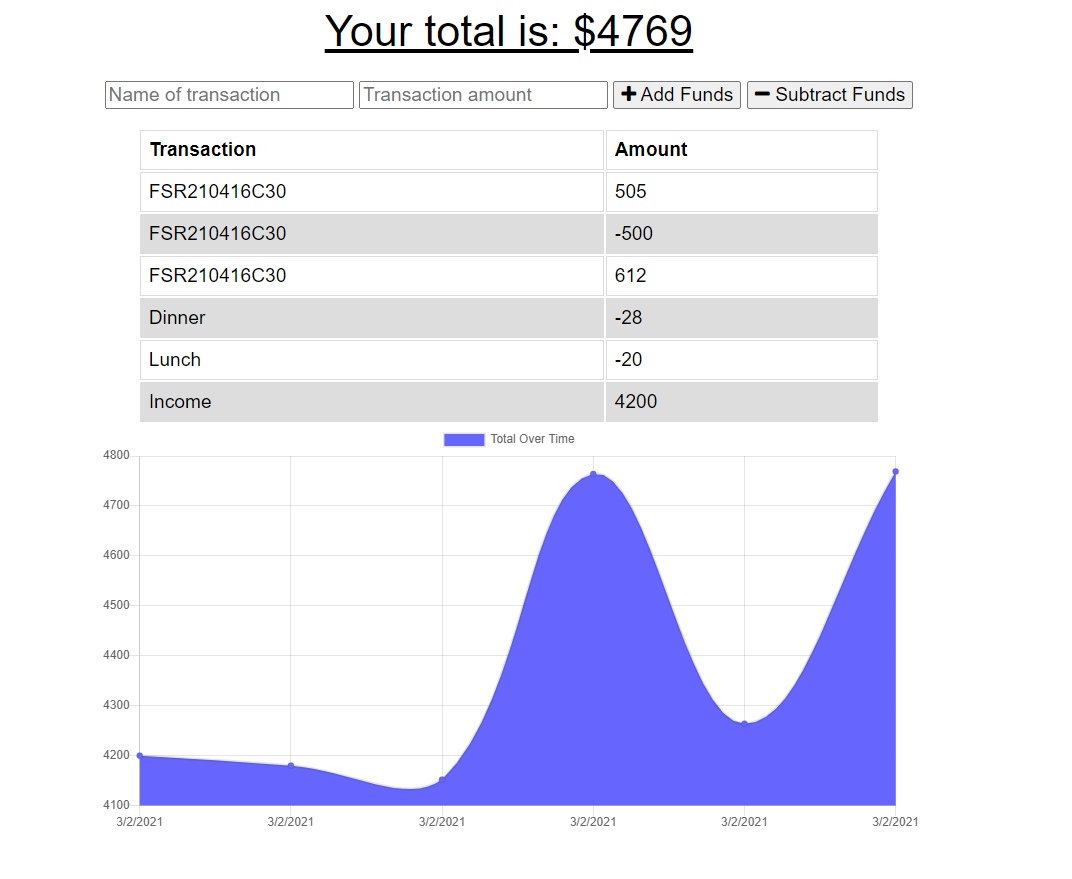 Your total is: $4769
Name of transaction Transaction amount + Add Funds − Subtract Funds
Transaction Amount
FSR210416C30 505
FSR210416C30 -500
FSR210416C30 612
Dinner -28
Lunch -20
Income 4200
Total Over Time
4800
4700
4600
4500
4400
4300
4200
4100
3/2/2021 3/2/2021 3/2/2021 3/2/2021 3/2/2021 3/2/2021